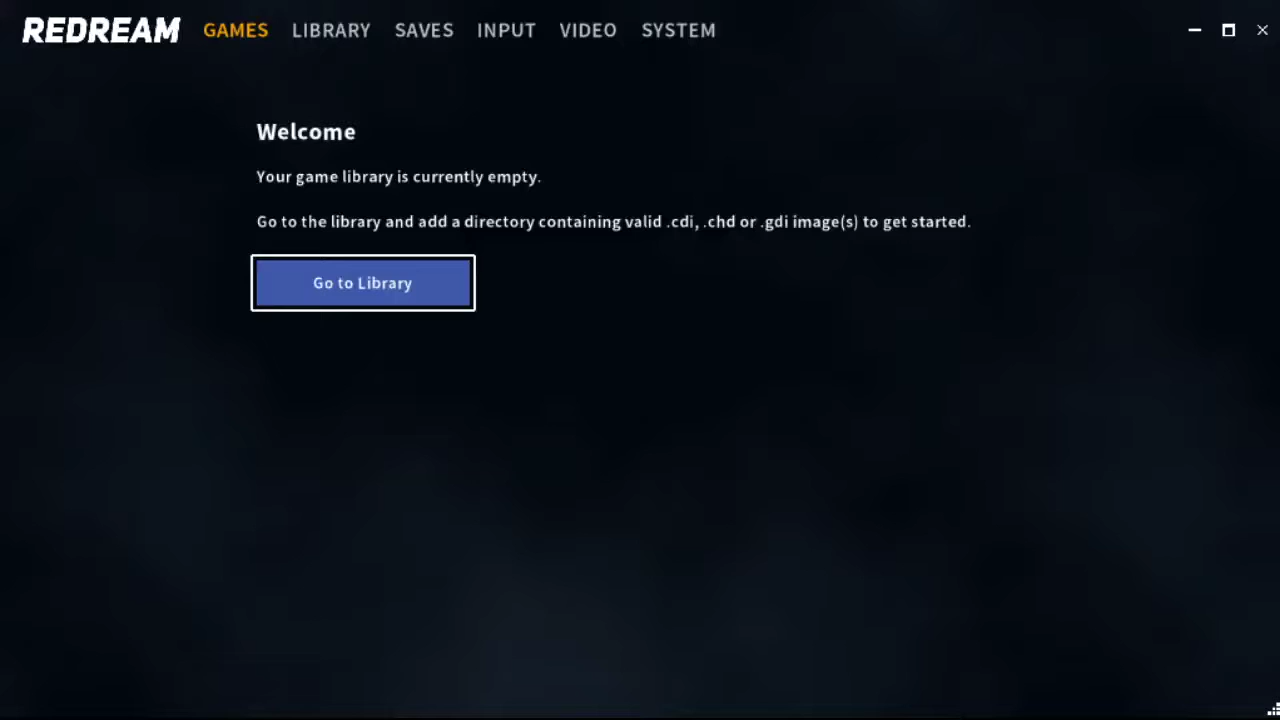 REDREAM GAMES LIBRARY SAVES INPUT VIDEO SYSTEM
Welcome
Your game library is currently empty.
Go to the library and add a directory containing valid .cdi, .chd or .gdi image(s) to get started.
Go to Library